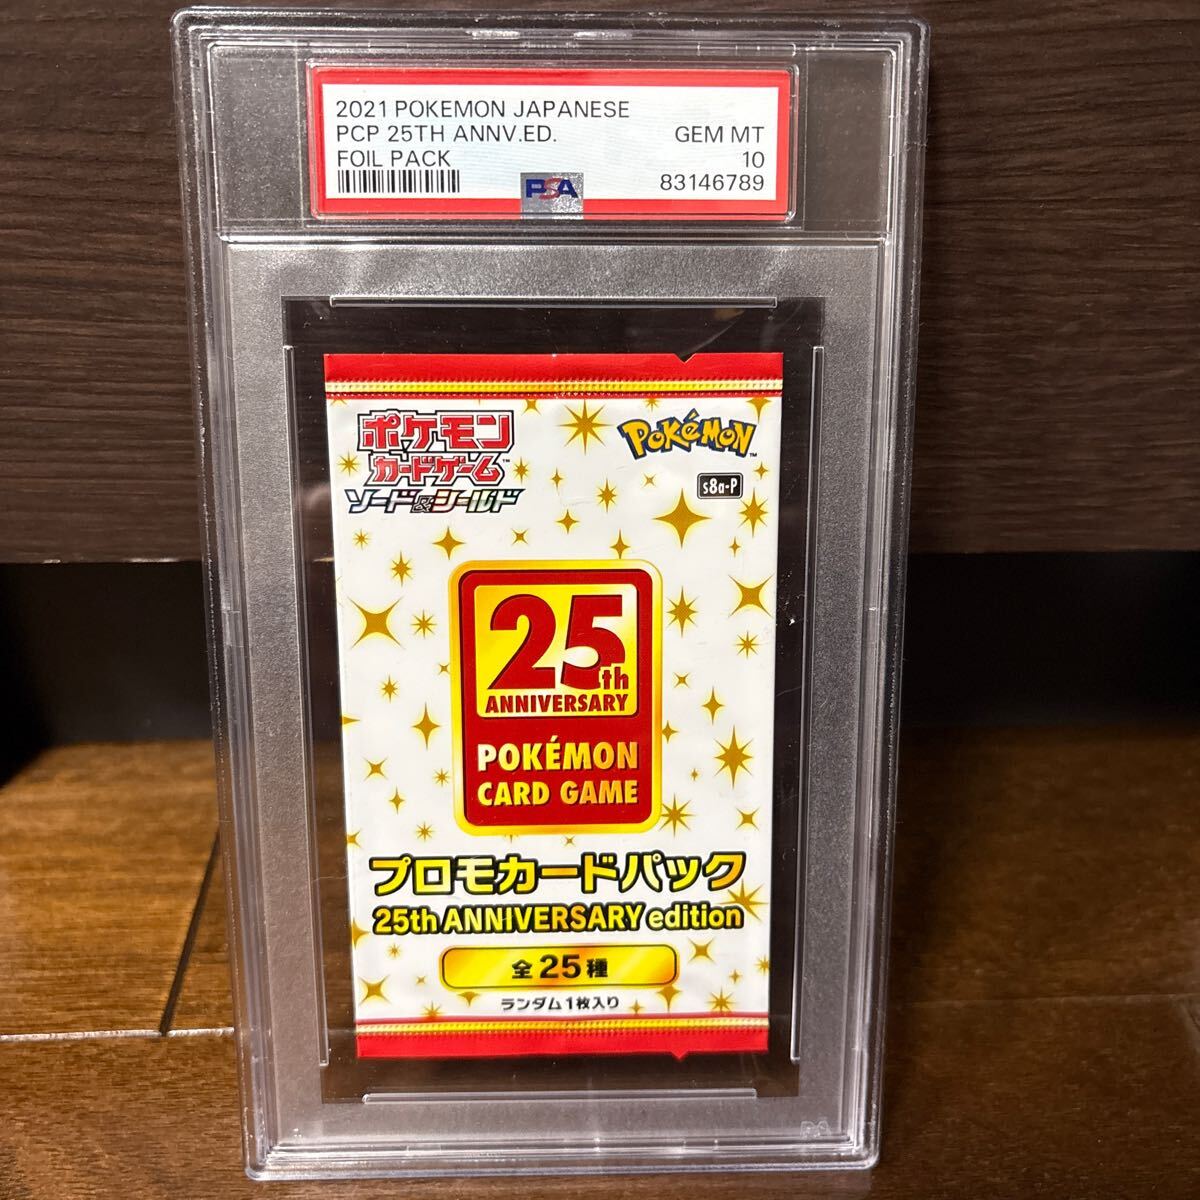 2021 POKEMON JAPANESE
PCP 25TH ANNV.ED.
GEM MT
FOIL PACK
10
PSA
83146789
ポケモン
カードゲーム™
ソード&シールド
POKéMON™
s8a-P
25th
ANNIVERSARY
POKÉMON
CARD GAME
プロモカードパック
25th ANNIVERSARY edition
全25種
ランダム1枚入り